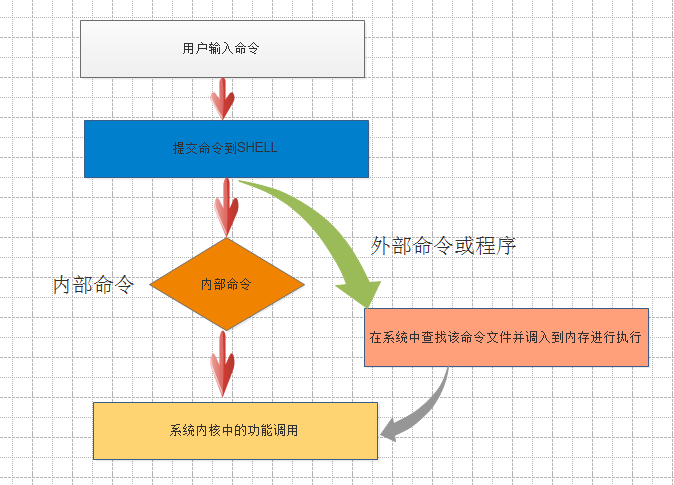 用户输入命令
提交命令到SHELL
外部命令或程序
内部命令
内部命令
在系统中查找该命令文件并调入到内存进行执行
系统内核中的功能调用